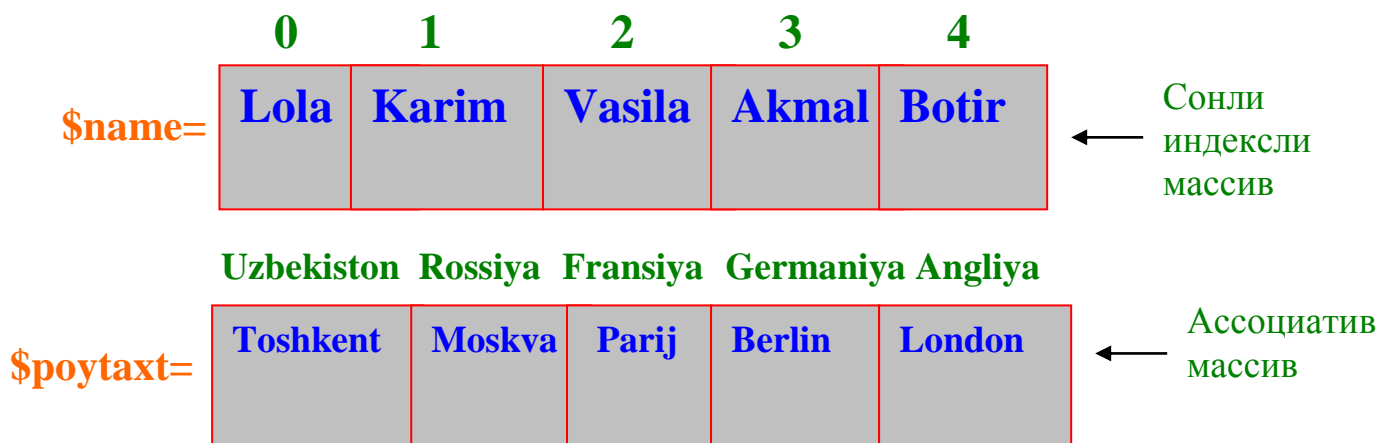 0 1 2 3 4
$name= Lola Karim Vasila Akmal Botir
Сонли
индексли
массив
Uzbekiston Rossiya Fransiya Germaniya Angliya
$poytaxt= Toshkent Moskva Parij Berlin London
Ассоциатив
массив